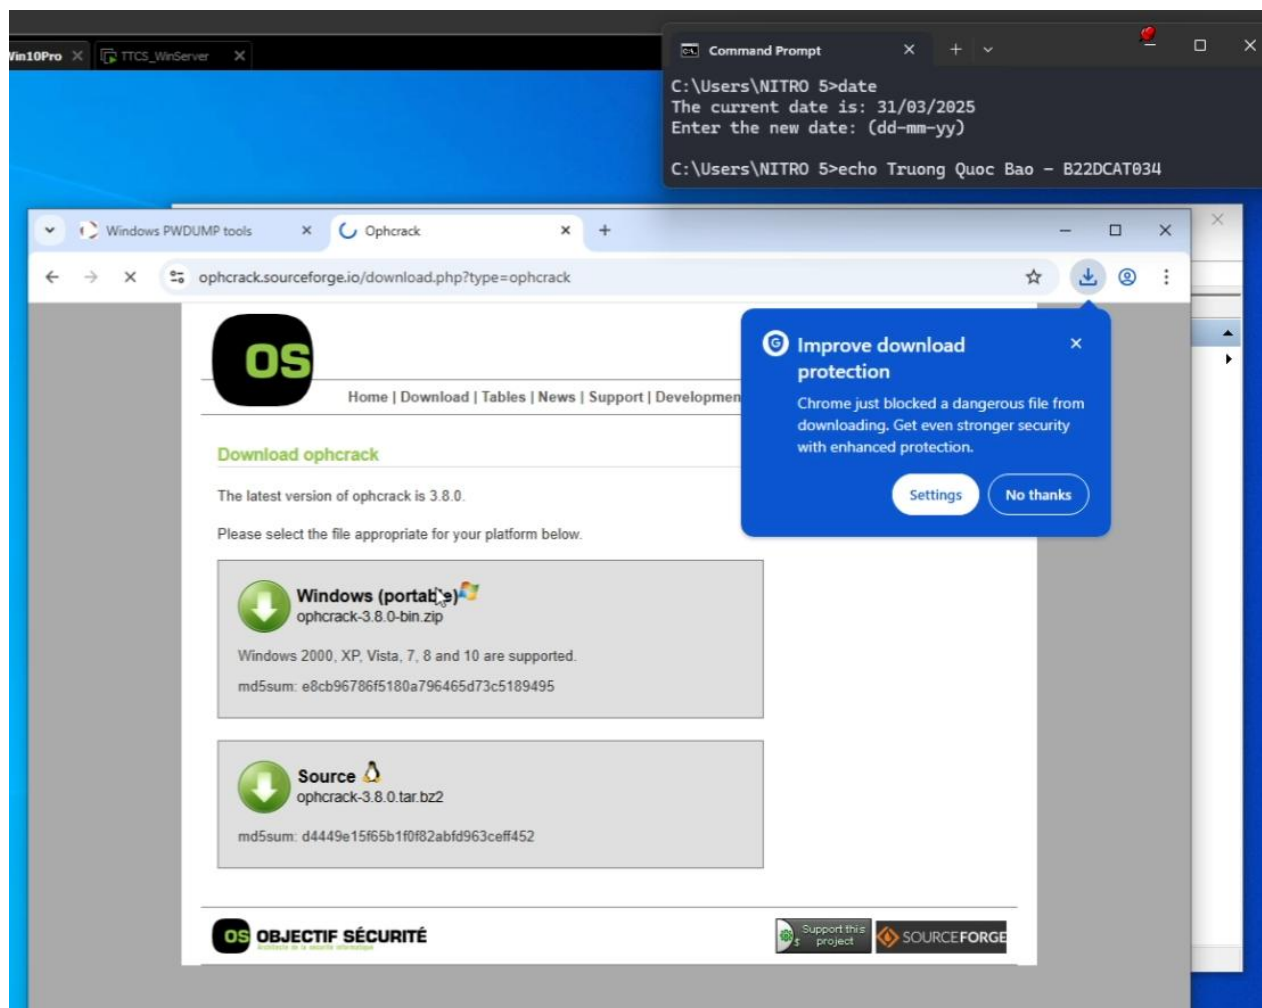 Win10Pro
TTCS_WinServer
Command Prompt
C:\Users\NITRO 5>date
The current date is: 31/03/2025
Enter the new date: (dd-mm-yy)
C:\Users\NITRO 5>echo Truong Quoc Bao - B22DCAT034
Windows PWDUMP tools
Ophcrack
ophcrack.sourceforge.io/download.php?type=ophcrack
OS
Home | Download | Tables | News | Support | Developmen
Improve download
protection
Chrome just blocked a dangerous file from
downloading. Get even stronger security
with enhanced protection.
Settings
No thanks
Download ophcrack
The latest version of ophcrack is 3.8.0.
Please select the file appropriate for your platform below.
Windows (portable)
ophcrack-3.8.0-bin.zip
Windows 2000, XP, Vista, 7, 8 and 10 are supported.
md5sum: e8cb96786f5180a796465d73c5189495
Source
ophcrack-3.8.0.tar.bz2
md5sum: d4449e15f65b1f0f82abfd963ceff452
OS OBJECTIF SÉCURITÉ
Support this
project
SOURCEFORGE